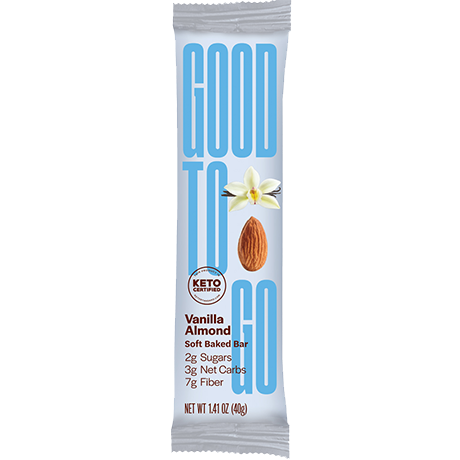 GOOD
TO
GO
KETO
CERTIFIED
Vanilla
Almond
Soft Baked Bar
2g Sugars
3g Net Carbs
7g Fiber
NET WT 1.41 OZ (40g)